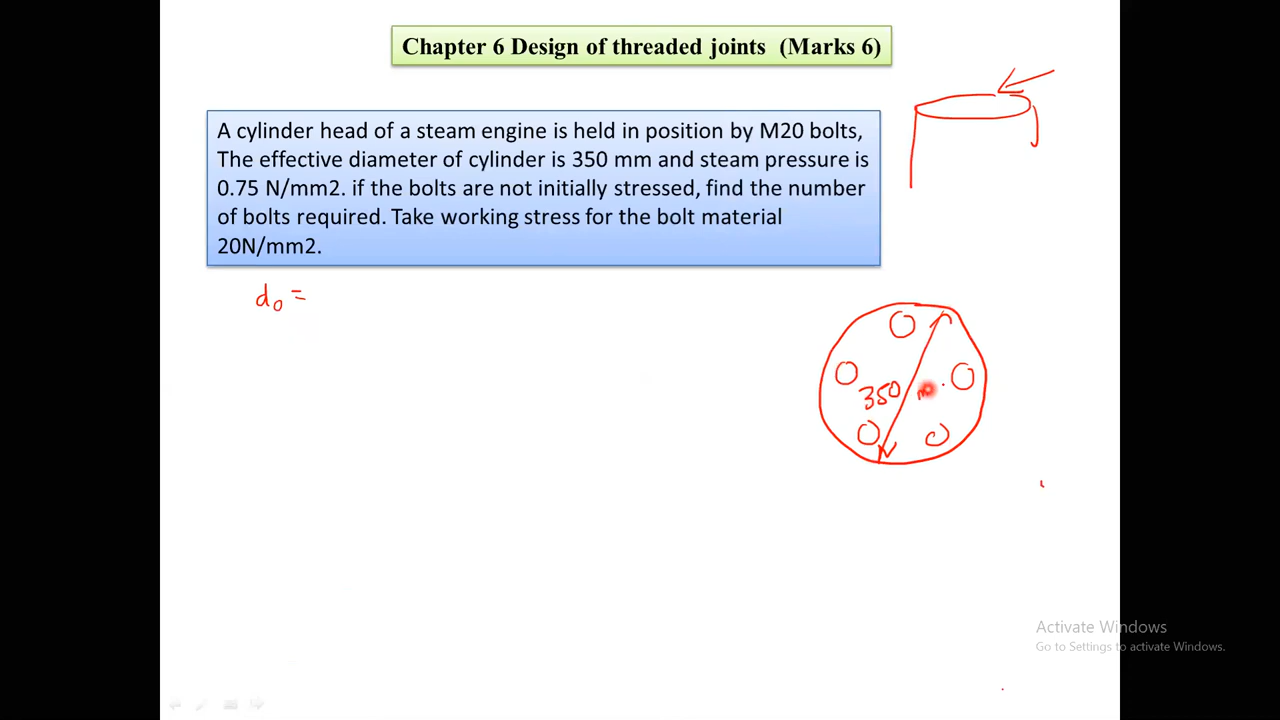 Chapter 6 Design of threaded joints (Marks 6)
A cylinder head of a steam engine is held in position by M20 bolts,
The effective diameter of cylinder is 350 mm and steam pressure is
0.75 N/mm2. if the bolts are not initially stressed, find the number
of bolts required. Take working stress for the bolt material
20N/mm2.
d₀ =
350
Activate Windows
Go to Settings to activate Windows.